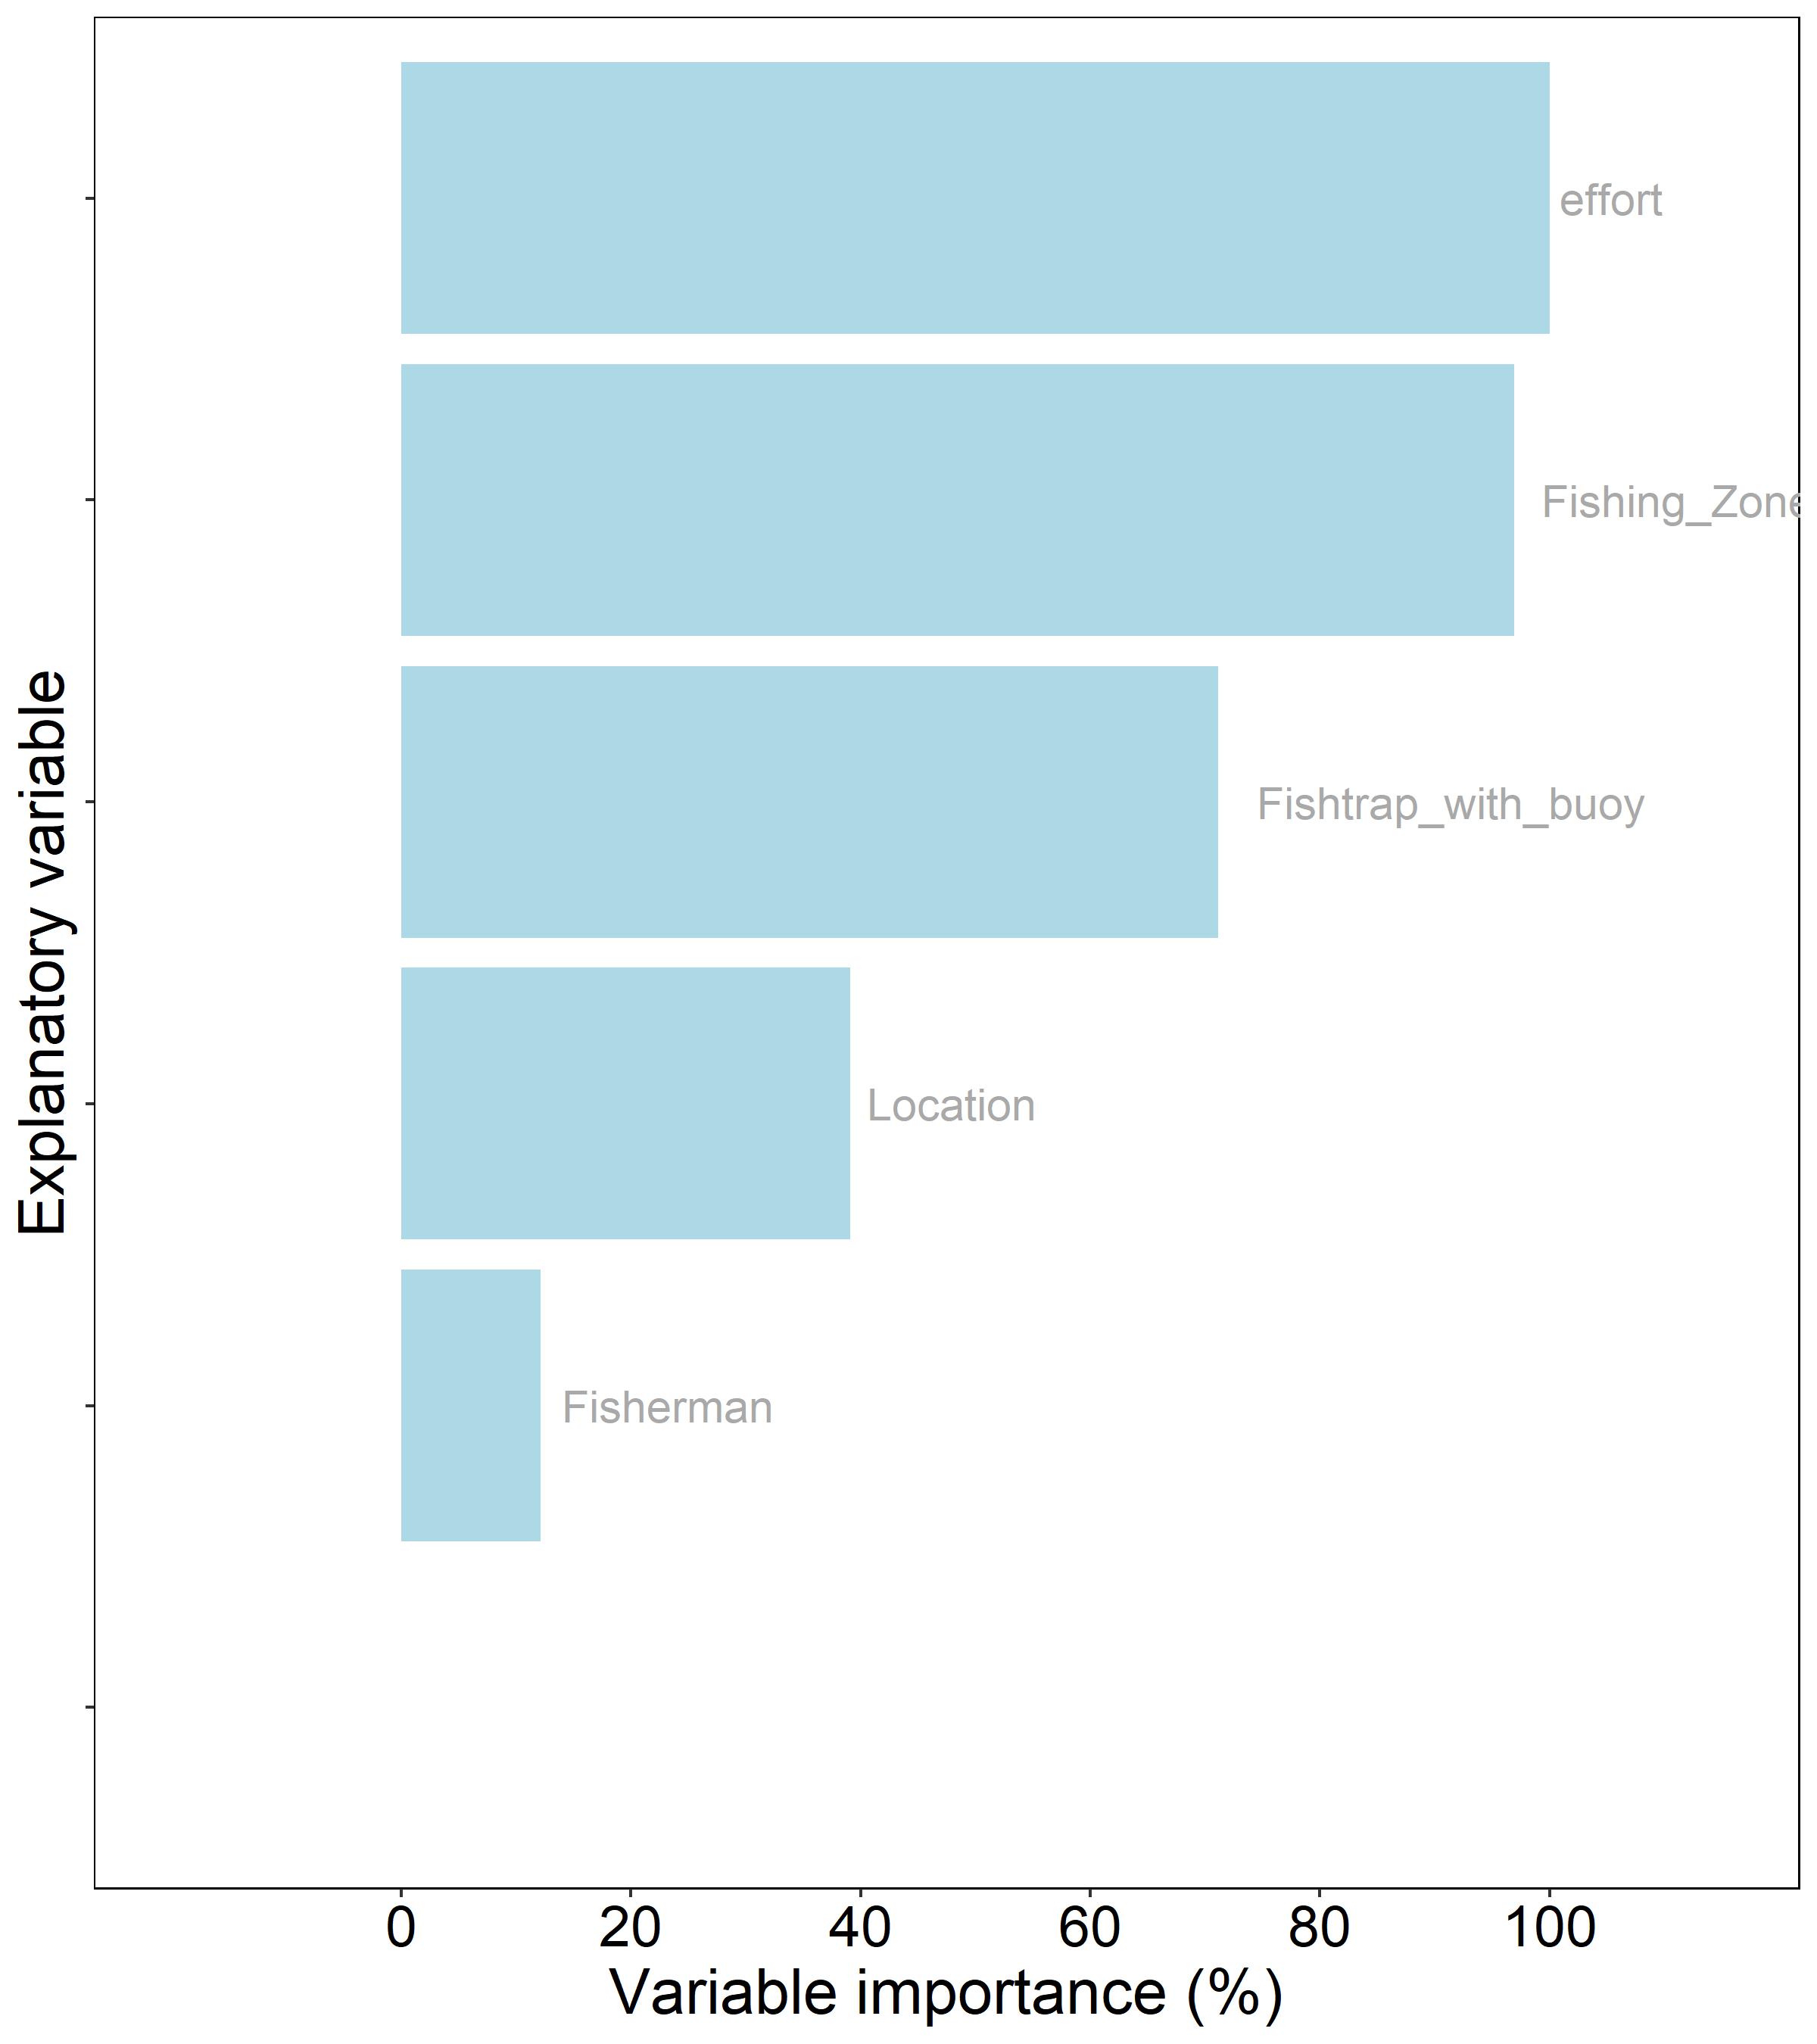 effort
Fishing_Zone
Fishtrap_with_buoy
Location
Fisherman
Explanatory variable
0 20 40 60 80 100
Variable importance (%)